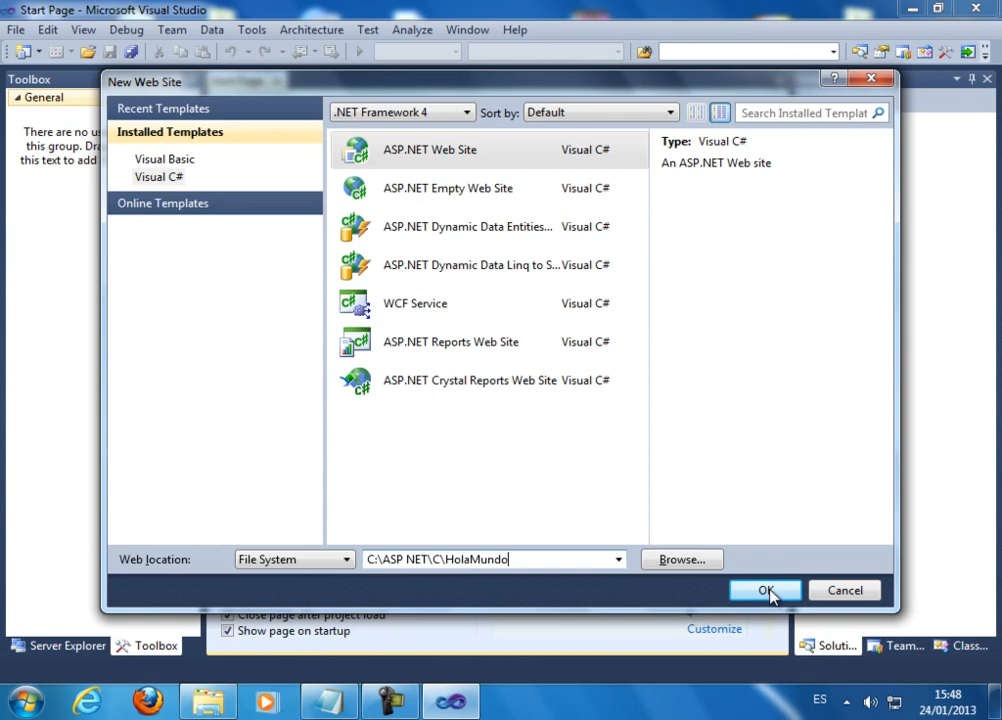 Start Page - Microsoft Visual Studio
File Edit View Debug Team Data Tools Architecture Test Analyze Window Help
Toolbox
General
There are no us
this group. Dra
this text to add
New Web Site
Recent Templates
Installed Templates
Visual Basic
Visual C#
Online Templates
.NET Framework 4 Sort by: Default Search Installed Templat
ASP.NET Web Site Visual C#
ASP.NET Empty Web Site Visual C#
ASP.NET Dynamic Data Entities... Visual C#
ASP.NET Dynamic Data Linq to S... Visual C#
WCF Service Visual C#
ASP.NET Reports Web Site Visual C#
ASP.NET Crystal Reports Web Site Visual C#
Type: Visual C#
An ASP.NET Web site
Web location: File System C:\ASP NET\C\HolaMundo Browse...
OK Cancel
Close page after project load
Show page on startup
Customize
Server Explorer Toolbox Soluti... Team... Class...
ES 15:48
24/01/2013